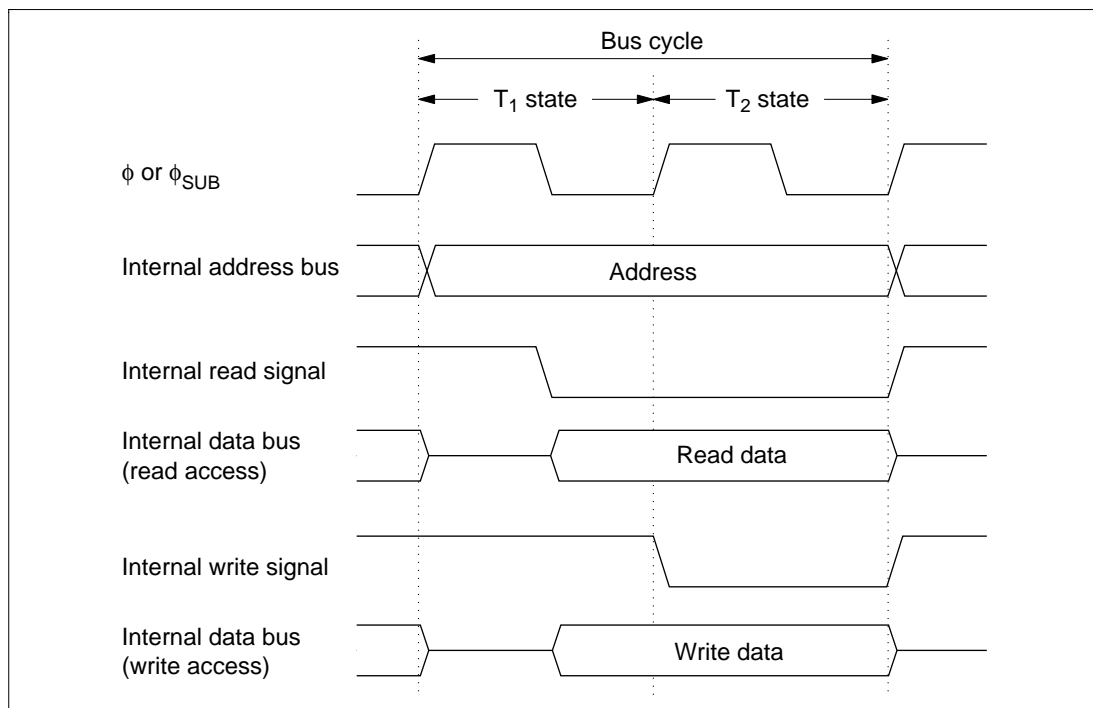 Bus cycle
T₁ state
T₂ state
ϕ or ϕSUB
Internal address bus
Address
Internal read signal
Internal data bus
(read access)
Read data
Internal write signal
Internal data bus
(write access)
Write data